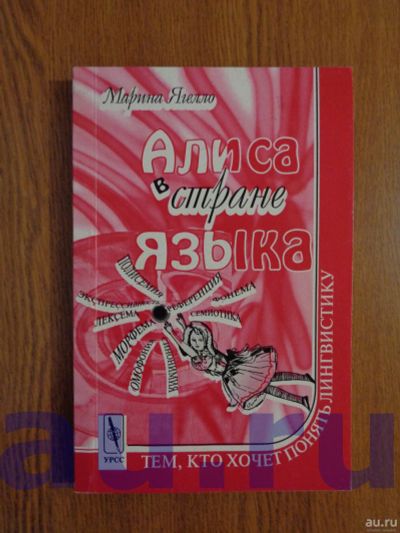 Марина Ягелло
Алиса
в стране
языка
ПОЛИСЕМИЯ
ЭКСПРЕССИВНОСТЬ
РЕФЕРЕНЦИЯ
ФОНЕМА
ЛЕКСЕМА
СЕМИОТИКА
МОРФЕМА
ОМОФОНЫ
УРСС
ТЕМ, КТО ХОЧЕТ ПОНЯТЬ ЛИНГВИСТИКУ
au.ru
au.ru